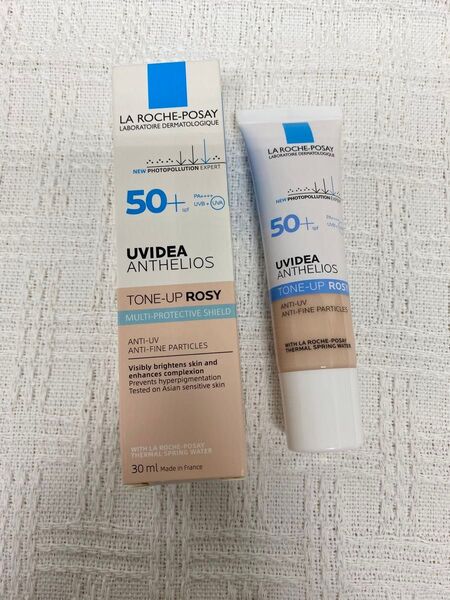 LA ROCHE-POSAY
LABORATOIRE DERMATOLOGIQUE
NEW PHOTOPOLLUTION EXPERT
50+
SPF
PA++++
UVB + UVA
UVIDEA
ANTHELIOS
TONE-UP ROSY
MULTI-PROTECTIVE SHIELD
ANTI-UV
ANTI-FINE PARTICLES
Visibly brightens skin and
enhances complexion
Prevents hyperpigmentation
Tested on Asian sensitive skin
WITH LA ROCHE-POSAY
THERMAL SPRING WATER
30 ml Made in France
LA ROCHE-POSAY
LABORATOIRE DERMATOLOGIQUE
NEW PHOTOPOLLUTION
50+
UVIDEA
ANTHELIOS
TONE-UP ROSY
ANTI-UV
ANTI-FINE PARTICLES
WITH LA ROCHE-POSAY
THERMAL SPRING WATER